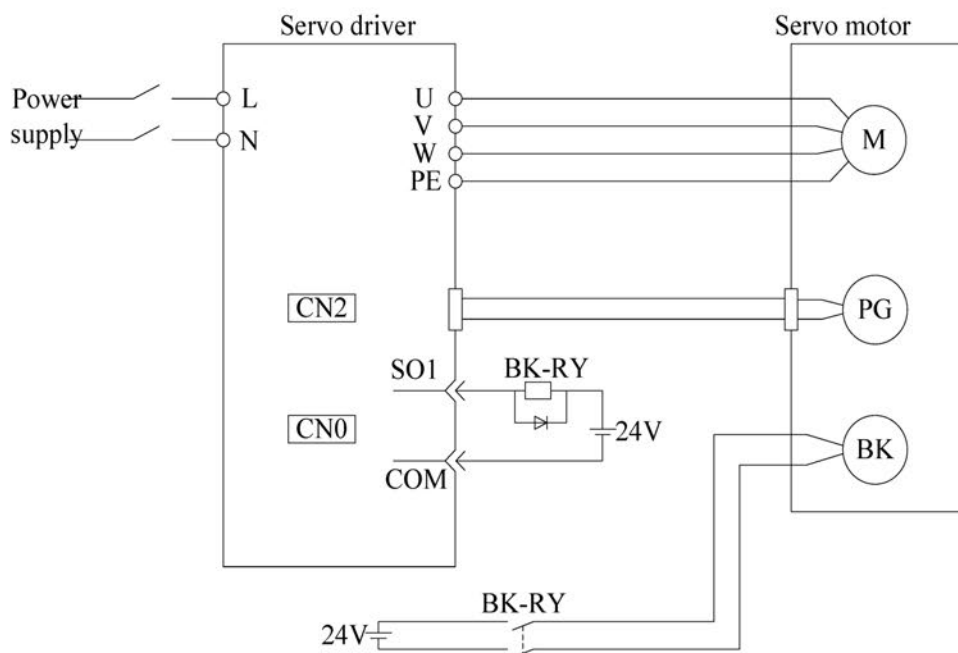 Servo driver
Servo motor
Power
supply
L
N
U
V
W
PE
M
CN2
PG
SO1
BK-RY
CN0
24V
COM
BK
BK-RY
24V